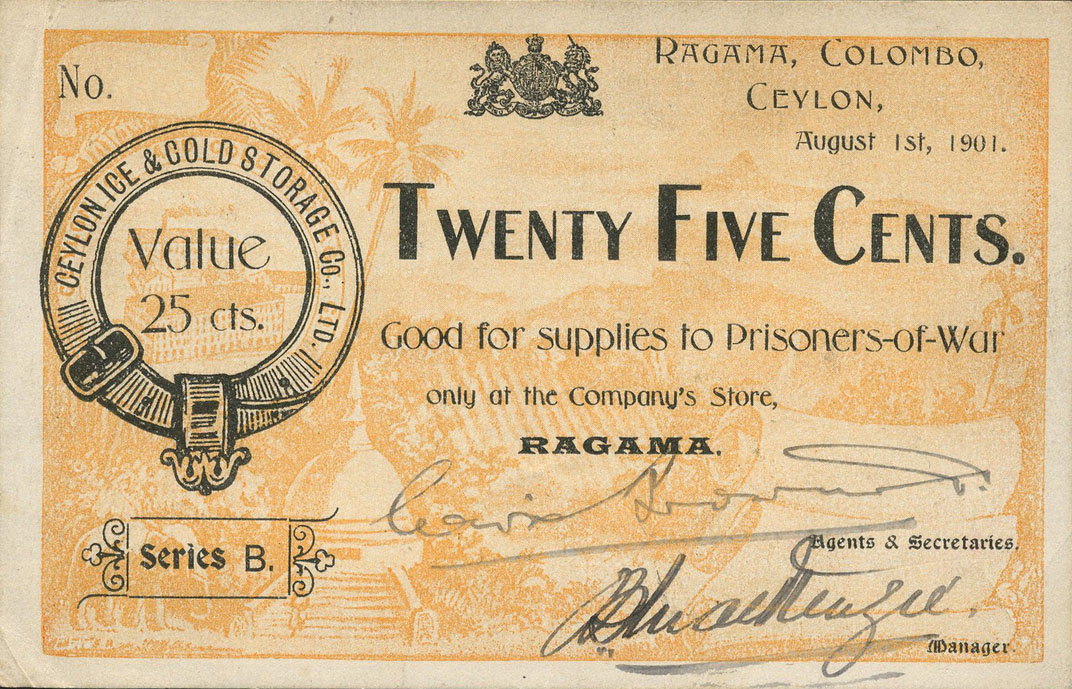 No.
RAGAMA, COLOMBO,
CEYLON,
August 1st, 1901.
CEYLON ICE & COLD STORAGE CO., LTD.
Value
25 cts.
TWENTY FIVE CENTS.
Good for supplies to Prisoners-of-War
only at the Company's Store,
RAGAMA.
Agents & Secretaries.
Series B.
Manager.